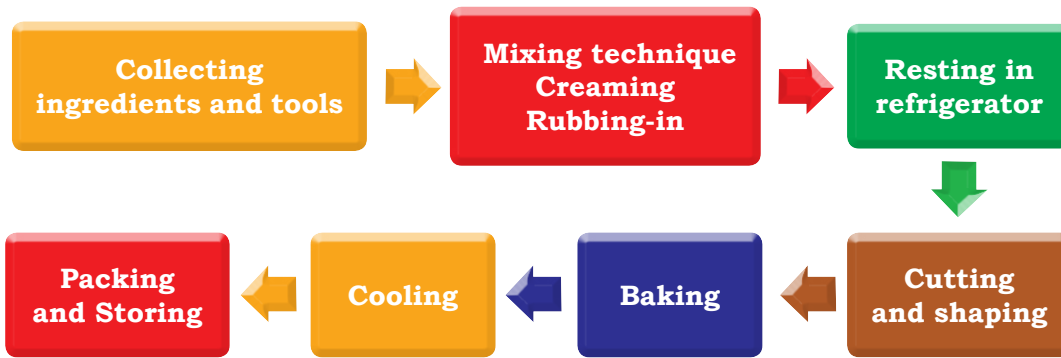 Collecting
ingredients and tools
Mixing technique
Creaming
Rubbing-in
Resting in
refrigerator
Cutting
and shaping
Baking
Cooling
Packing
and Storing